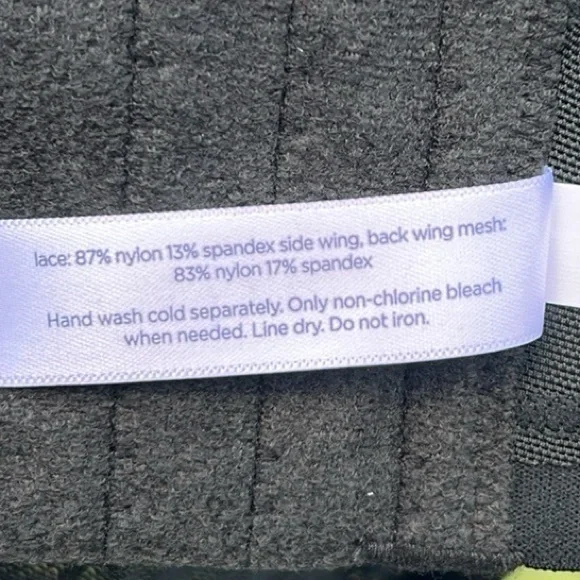 lace: 87% nylon 13% spandex side wing, back wing mesh:
83% nylon 17% spandex
Hand wash cold separately. Only non-chlorine bleach
when needed. Line dry. Do not iron.